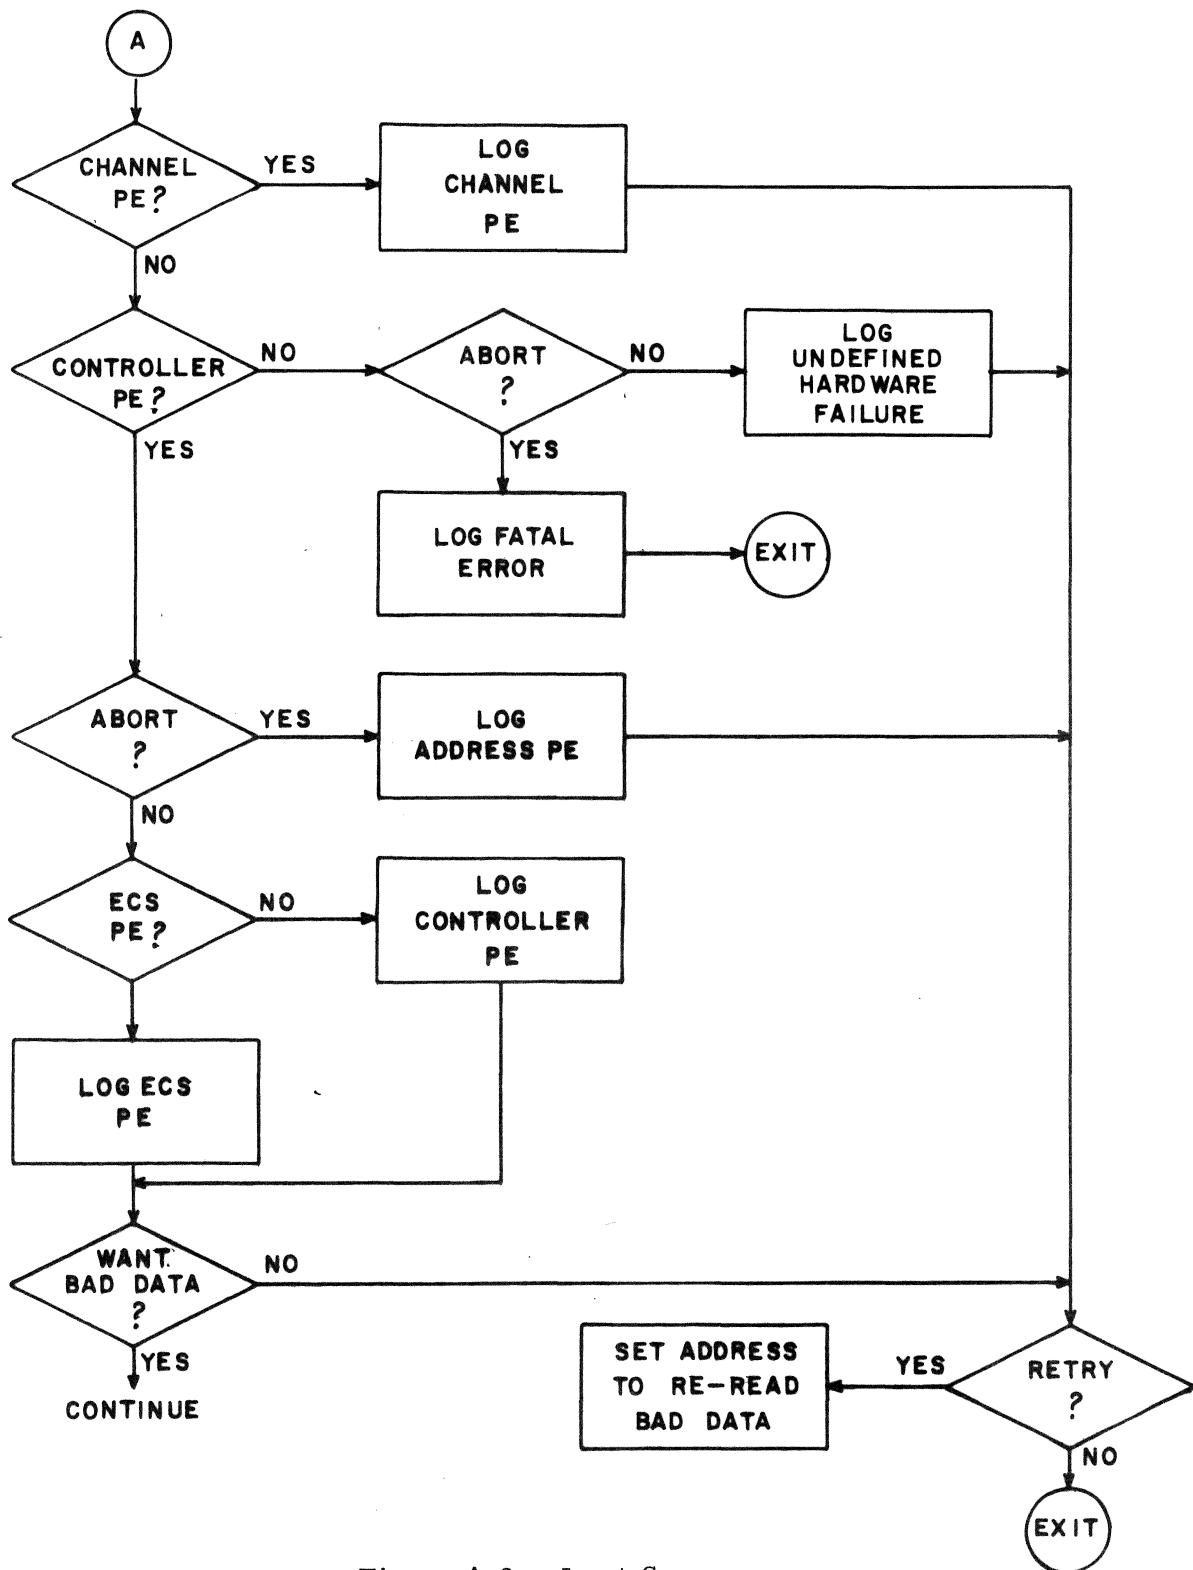 A
CHANNEL
PE?
YES
LOG
CHANNEL
PE
NO
CONTROLLER
PE?
NO
ABORT
?
NO
LOG
UNDEFINED
HARDWARE
FAILURE
YES
YES
LOG FATAL
ERROR
EXIT
ABORT
?
YES
LOG
ADDRESS PE
NO
ECS
PE?
NO
LOG
CONTROLLER
PE
LOG ECS
PE
WANT
BAD DATA
?
NO
YES
CONTINUE
SET ADDRESS
TO RE-READ
BAD DATA
YES
RETRY
?
NO
EXIT